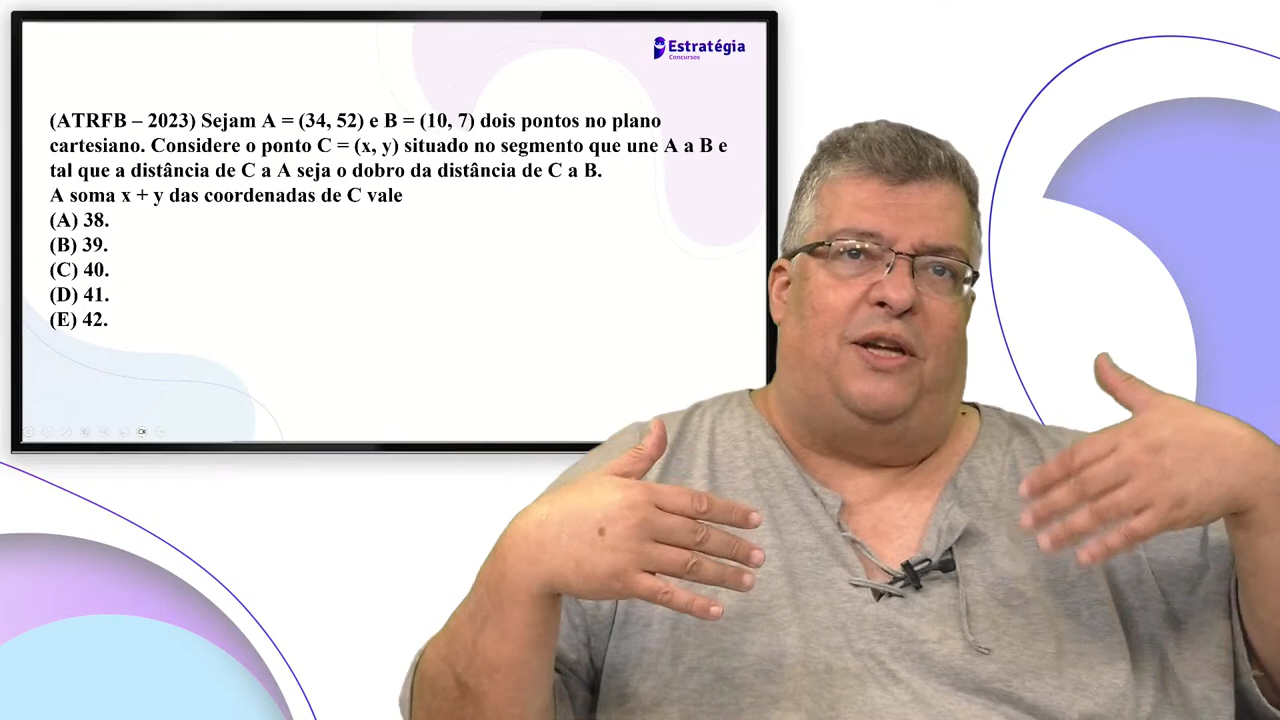 Estratégia
Concursos
(ATRFB – 2023) Sejam A = (34, 52) e B = (10, 7) dois pontos no plano
cartesiano. Considere o ponto C = (x, y) situado no segmento que une A a B e
tal que a distância de C a A seja o dobro da distância de C a B.
A soma x + y das coordenadas de C vale
(A) 38.
(B) 39.
(C) 40.
(D) 41.
(E) 42.